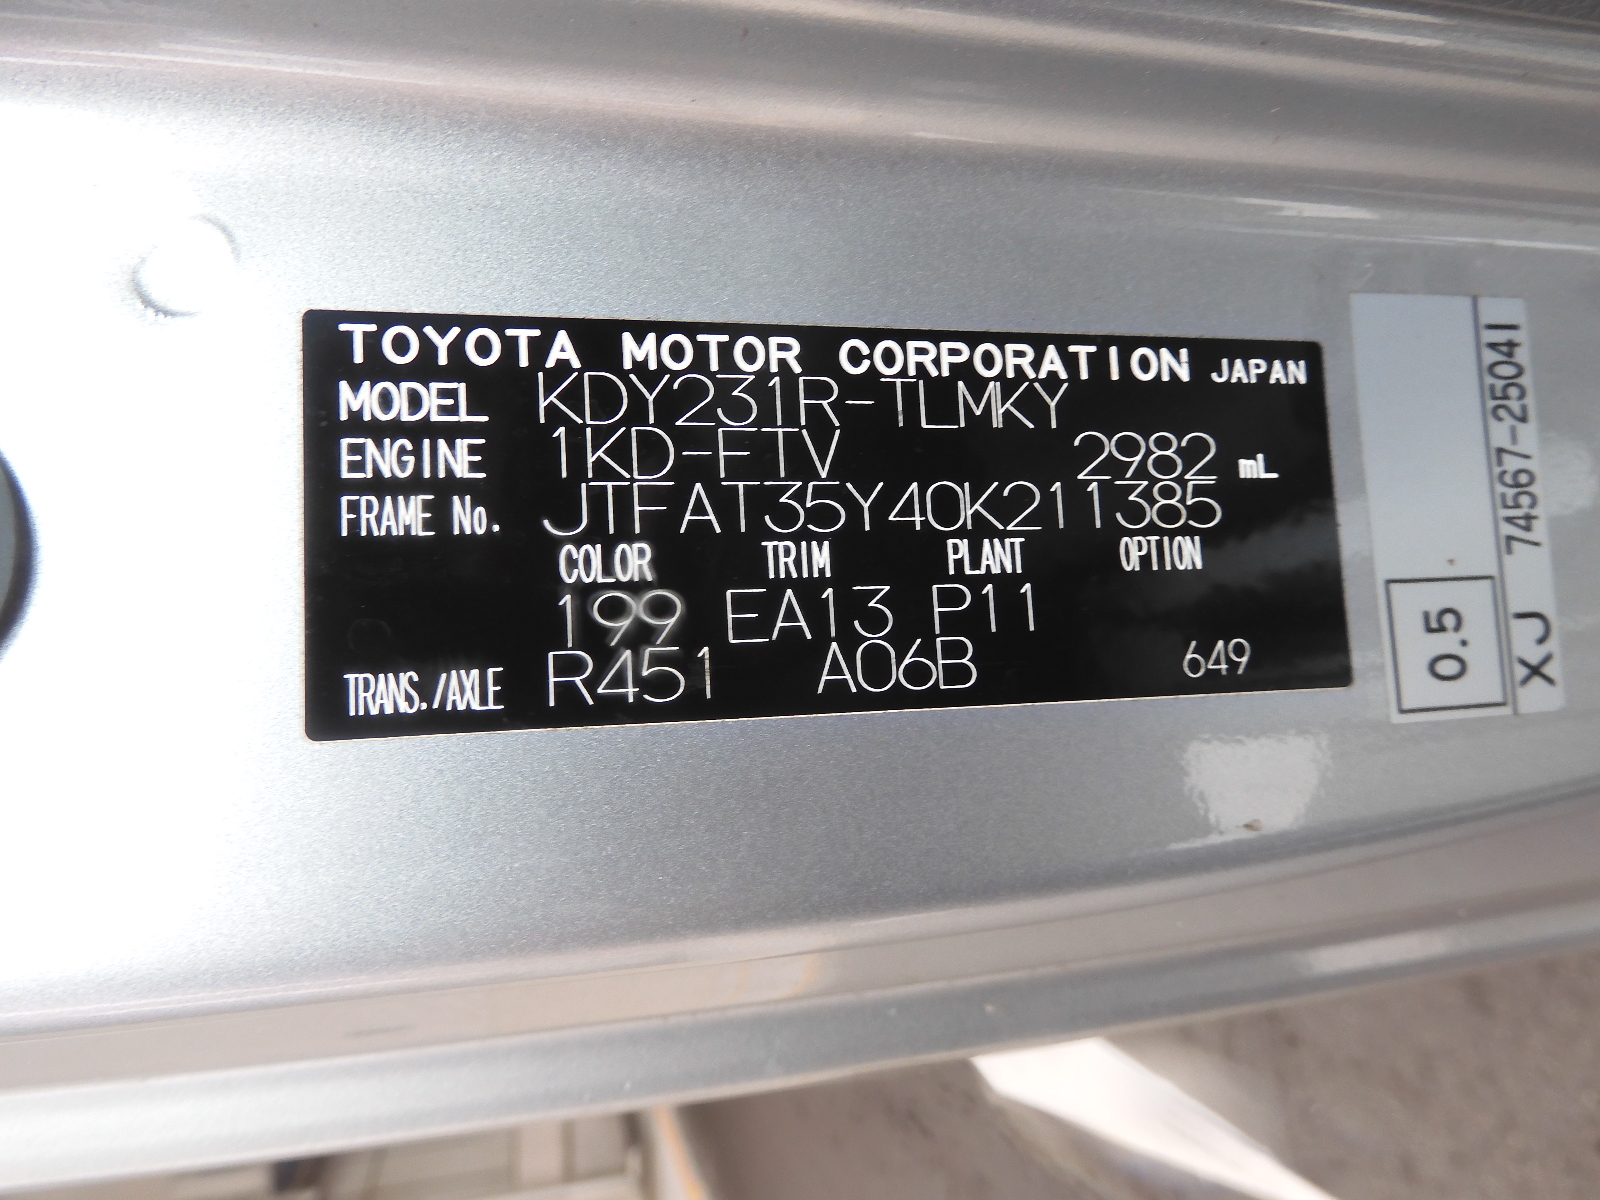 TOYOTA MOTOR CORPORATION JAPAN
MODEL KDY231R-TLMKY
ENGINE 1KD-FTV 2982 mL
FRAME No. JTFAT35Y40K211385
COLOR TRIM PLANT OPTION
199 EA13 P11
TRANS./AXLE R451 A06B 649
0.5
XJ 74567-25041